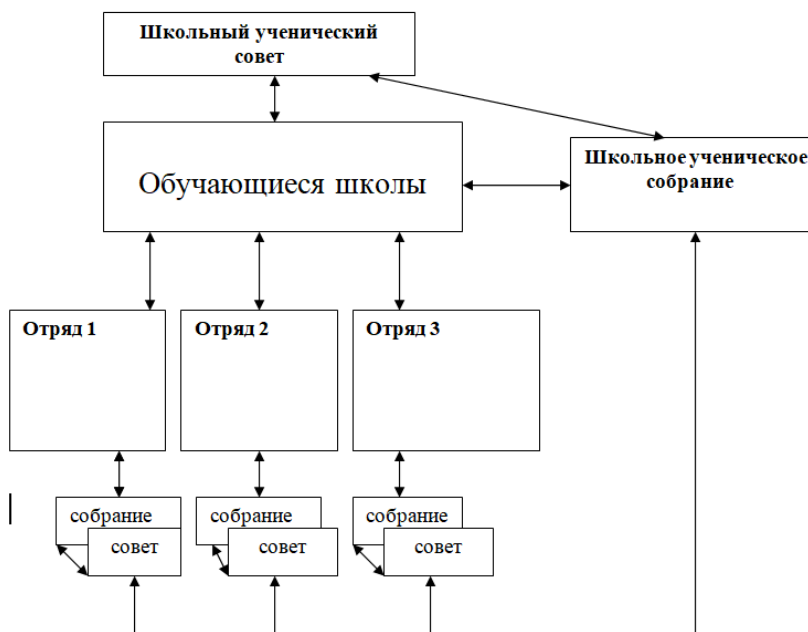 Школьный ученический
совет
Обучающиеся школы
Школьное ученическое
собрание
Отряд 1
Отряд 2
Отряд 3
собрание
совет
собрание
совет
собрание
совет